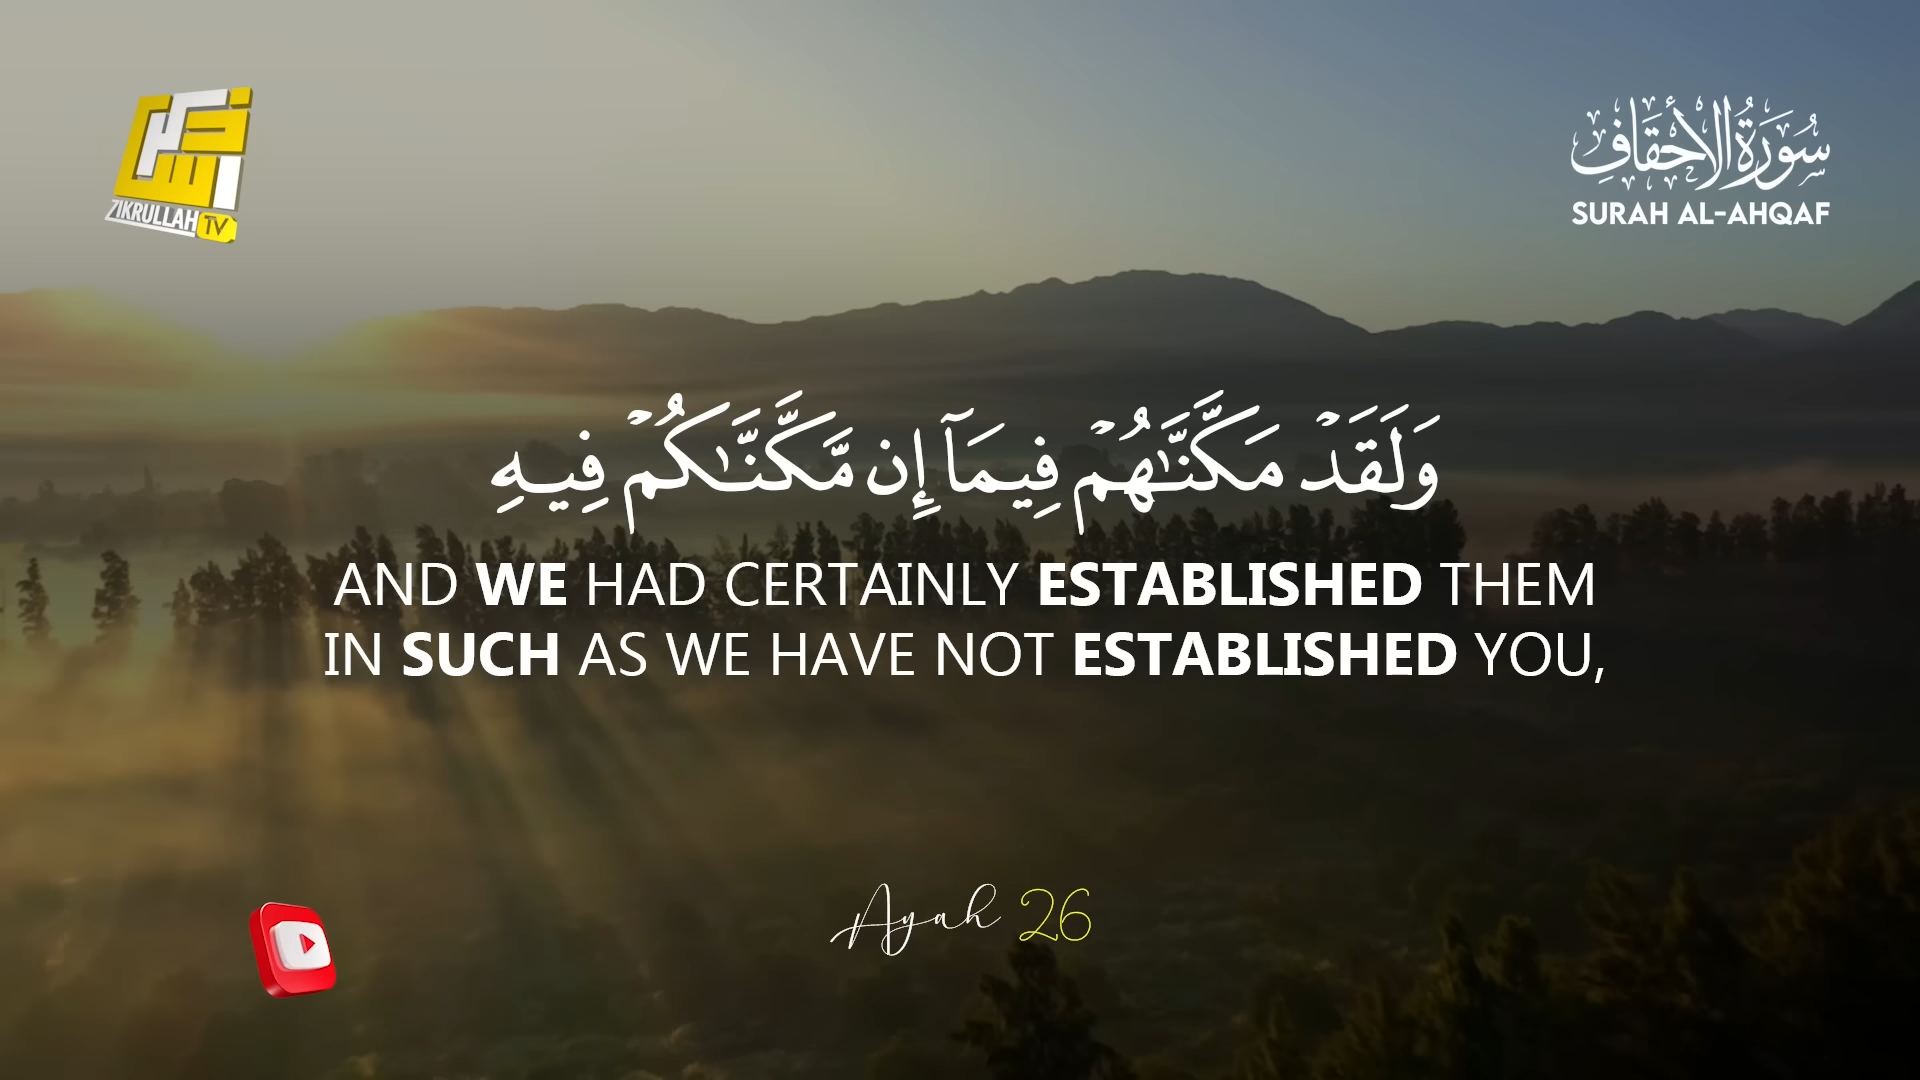 ZIKRULLAH TV
سُورَةُ الأَحْقَافِ
SURAH AL-AHQAF
وَلَقَدۡ مَكَّنَّٰهُمۡ فِيمَآ إِن مَّكَّنَّٰكُمۡ فِيهِ
AND WE HAD CERTAINLY ESTABLISHED THEM
IN SUCH AS WE HAVE NOT ESTABLISHED YOU,
Ayah 26